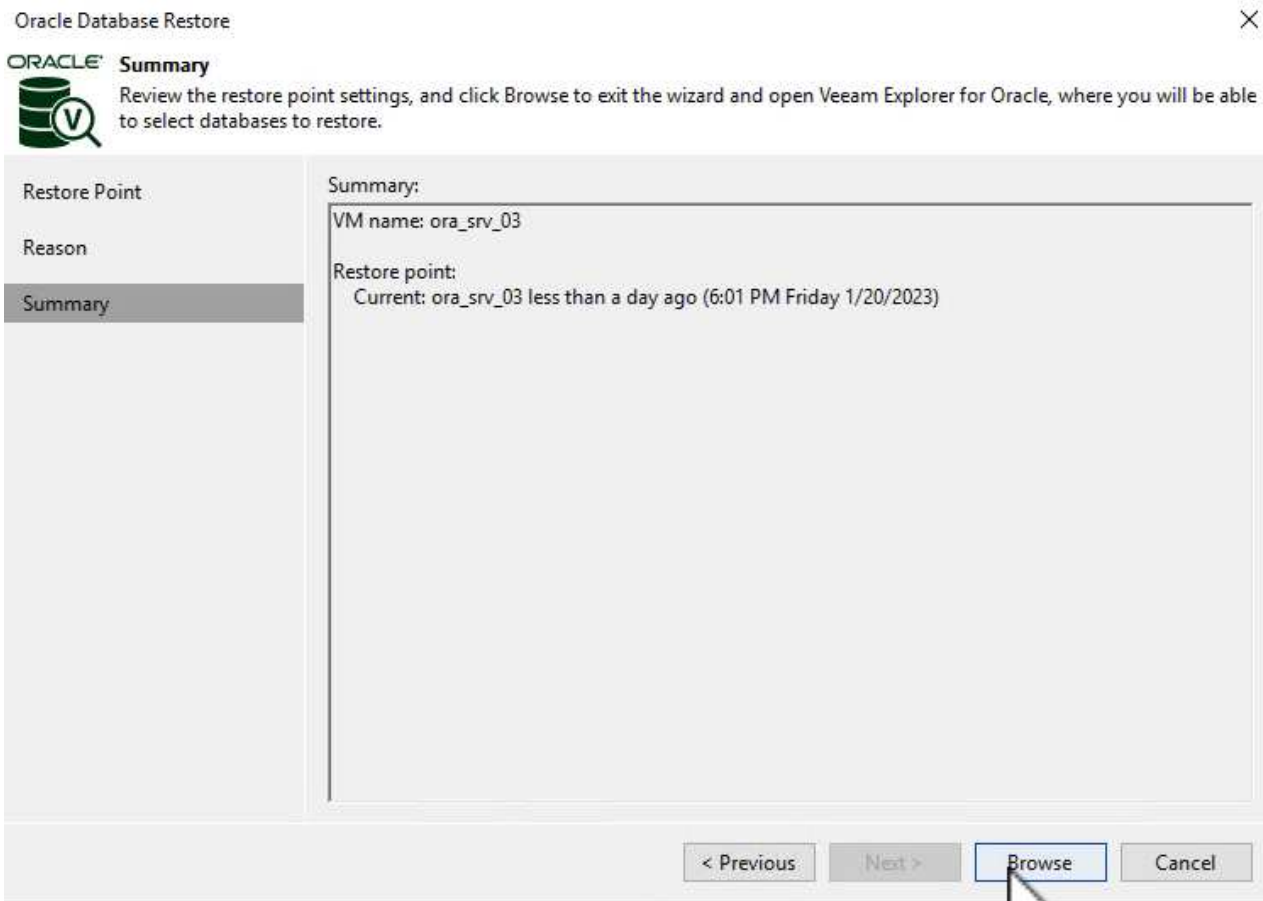 Oracle Database Restore
ORACLE
Summary
Review the restore point settings, and click Browse to exit the wizard and open Veeam Explorer for Oracle, where you will be able
to select databases to restore.
V
Restore Point
Reason
Summary
Summary:
VM name: ora_srv_03
Restore point:
Current: ora_srv_03 less than a day ago (6:01 PM Friday 1/20/2023)
< Previous
Next >
Browse
Cancel